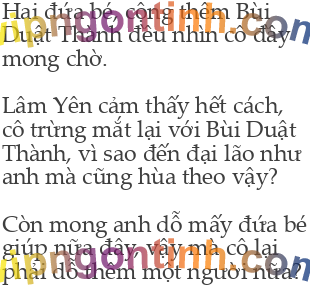 Hai đứa bé, cộng thêm Bùi
Duật Thành đều nhìn cô đầy
mong chờ.
Lâm Yên cảm thấy hết cách,
cô trừng mắt lại với Bùi Duật
Thành, vì sao đến đại lão như
anh mà cũng hùa theo vậy?
Còn mong anh dỗ mấy đứa bé
giúp nữa đây, vậy mà cô lại
phải dỗ thêm một người nữa?